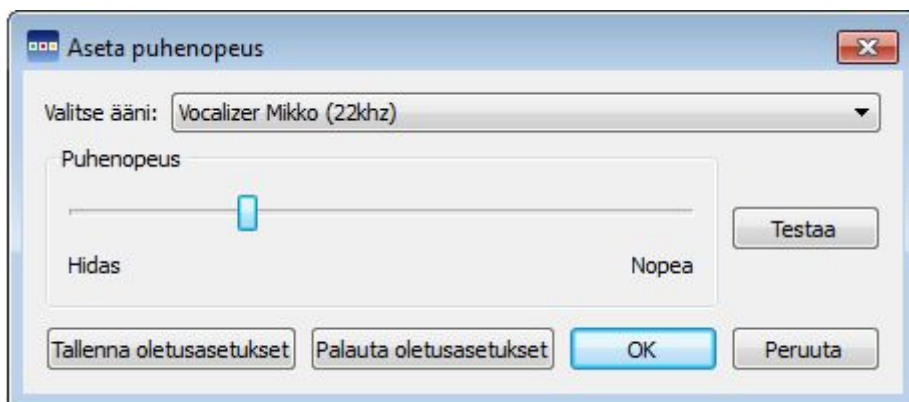 Aseta puhenopeus
Valitse ääni: Vocalizer Mikko (22khz)
Puhenopeus
Testaa
Hidas Nopea
Tallenna oletusasetukset Palauta oletusasetukset OK Peruuta